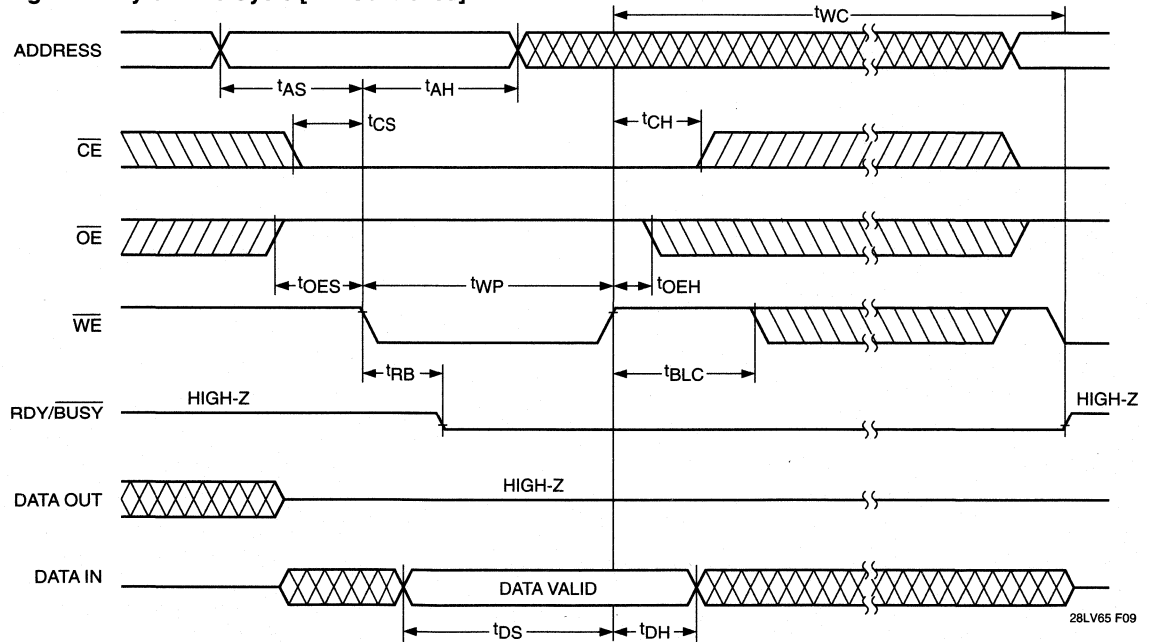 tWC
ADDRESS
tAS
tAH
tCS
tCH
CE
OE
tOES
tWP
tOEH
WE
tRB
tBLC
HIGH-Z
HIGH-Z
RDY/BUSY
HIGH-Z
DATA OUT
DATA IN
DATA VALID
28LV65 F09
tDS
tDH